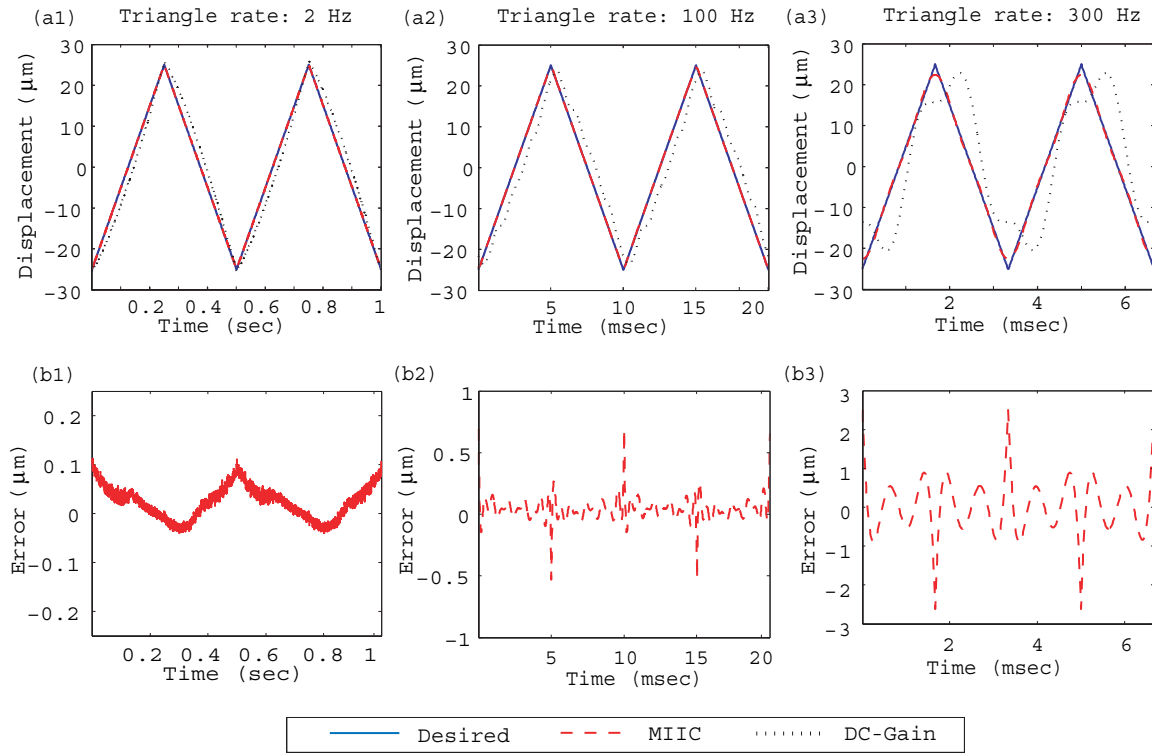 (a1) Triangle rate: 2 Hz
(a2) Triangle rate: 100 Hz
(a3) Triangle rate: 300 Hz
Displacement (μm)
30
20
10
0
−10
−20
−30
0.2 0.4 0.6 0.8 1
Time (sec)
Displacement (μm)
30
20
10
0
−10
−20
−30
5 10 15 20
Time (msec)
Displacement (μm)
30
20
10
0
−10
−20
−30
2 4 6
Time (msec)
(b1)
Error (μm)
0.2
0.1
0
−0.1
−0.2
0.2 0.4 0.6 0.8 1
Time (sec)
(b2)
Error (μm)
1
0.5
0
−0.5
−1
5 10 15 20
Time (msec)
(b3)
Error (μm)
3
2
1
0
−1
−2
−3
2 4 6
Time (msec)
Desired MIIC DC-Gain